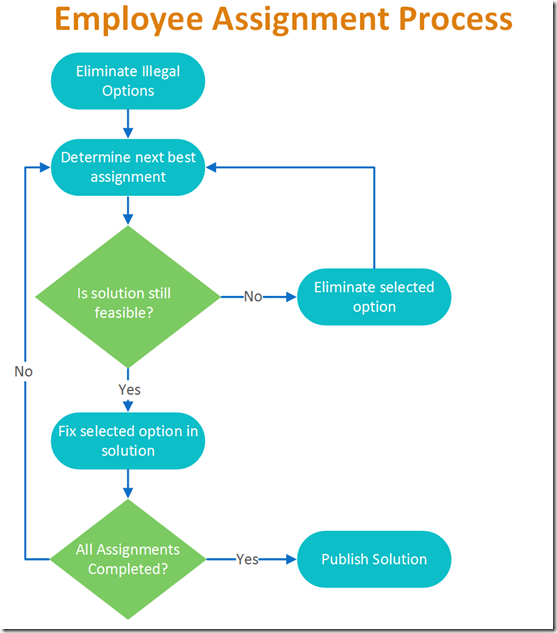 Employee Assignment Process
Eliminate Illegal
Options
Determine next best
assignment
Is solution still
feasible?
No
Eliminate selected
option
No
Yes
Fix selected option in
solution
All Assignments
Completed?
Yes
Publish Solution